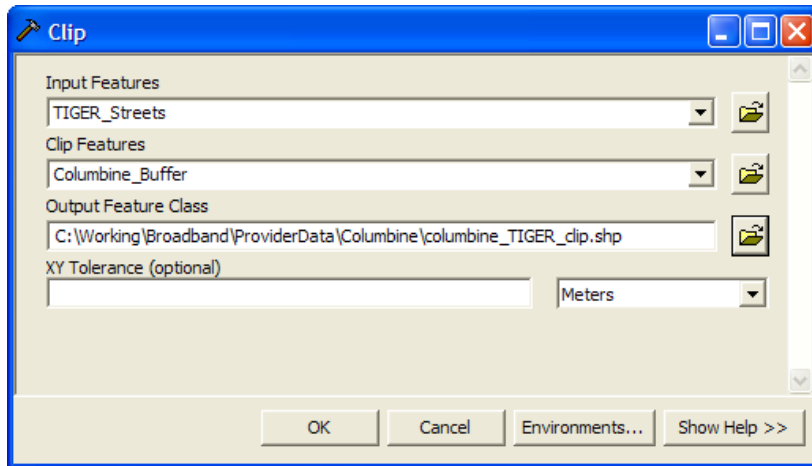 Clip
Input Features
TIGER_Streets
Clip Features
Columbine_Buffer
Output Feature Class
C:\Working\Broadband\ProviderData\Columbine\columbine_TIGER_clip.shp
XY Tolerance (optional)
Meters
OK Cancel Environments... Show Help >>